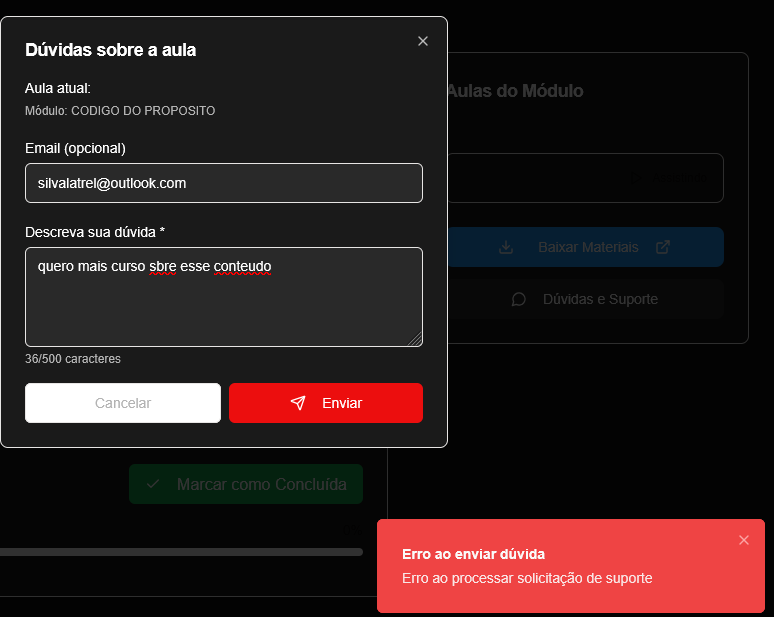 Dúvidas sobre a aula
Aula atual:
Módulo: CODIGO DO PROPOSITO
Email (opcional)
silvalatrel@outlook.com
Descreva sua dúvida *
quero mais curso sbre esse conteudo
36/500 caracteres
Cancelar
Enviar
Aulas do Módulo
Baixar Materiais
Dúvidas e Suporte
Marcar como Concluída
Erro ao enviar dúvida
Erro ao processar solicitação de suporte